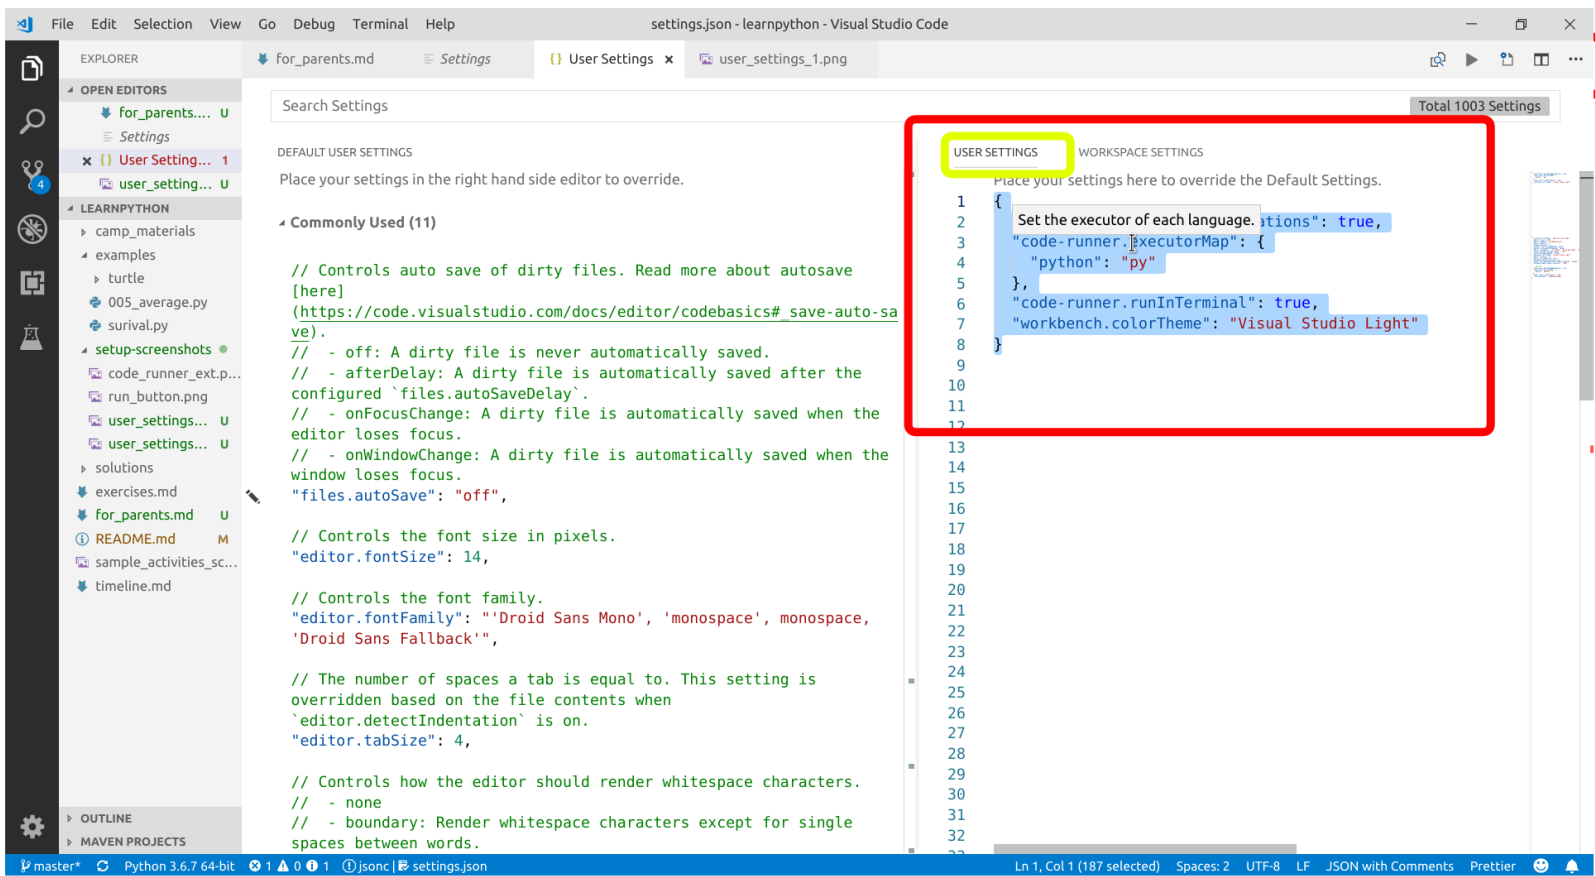 File Edit Selection View Go Debug Terminal Help
settings.json - learnpython - Visual Studio Code
EXPLORER
OPEN EDITORS
for_parents.... U
Settings
User Setting... 1
user_setting... U
LEARNPYTHON
camp_materials
examples
turtle
005_average.py
surival.py
setup-screenshots
code_runner_ext.p...
run_button.png
user_settings... U
user_settings... U
solutions
exercises.md
for_parents.md U
README.md M
sample_activities_sc...
timeline.md
OUTLINE
MAVEN PROJECTS
for_parents.md
Settings
{} User Settings
user_settings_1.png
Search Settings
Total 1003 Settings
DEFAULT USER SETTINGS
Place your settings in the right hand side editor to override.
Commonly Used (11)
// Controls auto save of dirty files. Read more about autosave
[here]
(https://code.visualstudio.com/docs/editor/codebasics#_save-auto-sa
ve).
//  - off: A dirty file is never automatically saved.
//  - afterDelay: A dirty file is automatically saved after the
configured `files.autoSaveDelay`.
//  - onFocusChange: A dirty file is automatically saved when the
editor loses focus.
//  - onWindowChange: A dirty file is automatically saved when the
window loses focus.
"files.autoSave": "off",
// Controls the font size in pixels.
"editor.fontSize": 14,
// Controls the font family.
"editor.fontFamily": "'Droid Sans Mono', 'monospace', monospace,
'Droid Sans Fallback'",
// The number of spaces a tab is equal to. This setting is
overridden based on the file contents when
`editor.detectIndentation` is on.
"editor.tabSize": 4,
// Controls how the editor should render whitespace characters.
//  - none
//  - boundary: Render whitespace characters except for single
spaces between words.
USER SETTINGS
WORKSPACE SETTINGS
Place your settings here to override the Default Settings.
1 {
Set the executor of each language.
2 ations": true,
3 "code-runner.executorMap": {
4 "python": "py"
5 },
6 "code-runner.runInTerminal": true,
7 "workbench.colorTheme": "Visual Studio Light"
8 }
9
10
11
12
13
14
15
16
17
18
19
20
21
22
23
24
25
26
27
28
29
30
31
32
master* Python 3.6.7 64-bit 1 0 1 jsonc | settings.json
Ln 1, Col 1 (187 selected) Spaces: 2 UTF-8 LF JSON with Comments Prettier
4